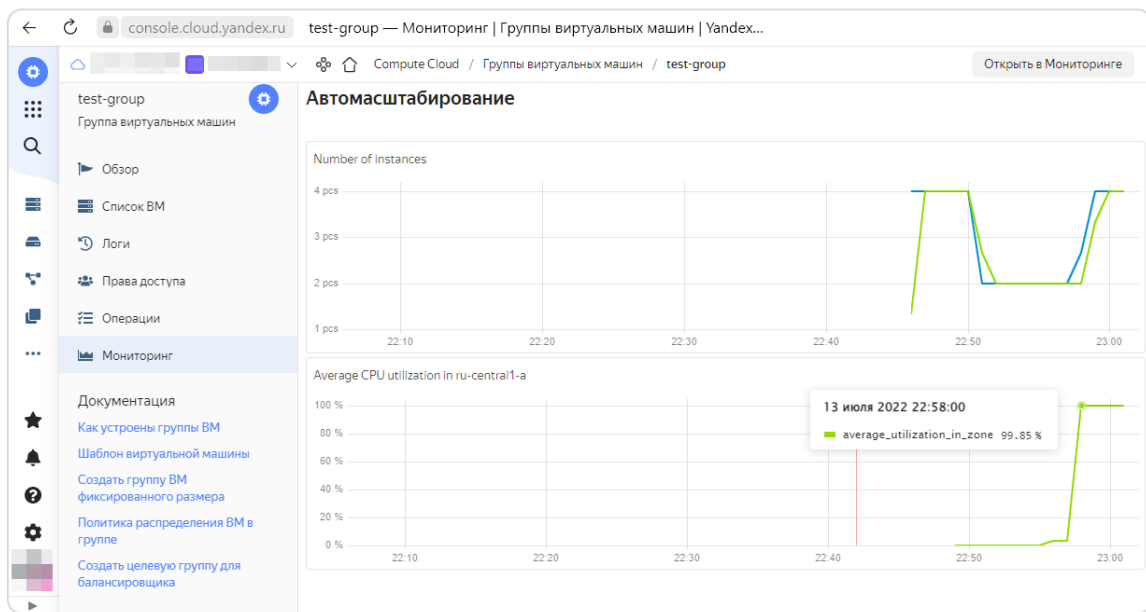 console.cloud.yandex.ru test-group — Мониторинг | Группы виртуальных машин | Yandex...
Compute Cloud / Группы виртуальных машин / test-group
Открыть в Мониторинге
test-group
Группа виртуальных машин
Обзор
Список ВМ
Логи
Права доступа
Операции
Мониторинг
Документация
Как устроены группы ВМ
Шаблон виртуальной машины
Создать группу ВМ
фиксированного размера
Политика распределения ВМ в
группе
Создать целевую группу для
балансировщика
Автомасштабирование
Number of instances
4 pcs
3 pcs
2 pcs
1 pcs
22:10 22:20 22:30 22:40 22:50 23:00
Average CPU utilization in ru-central1-a
100 %
80 %
60 %
40 %
20 %
0 %
22:10 22:20 22:30 22:40 22:50 23:00
13 июля 2022 22:58:00
average_utilization_in_zone 99.85 %